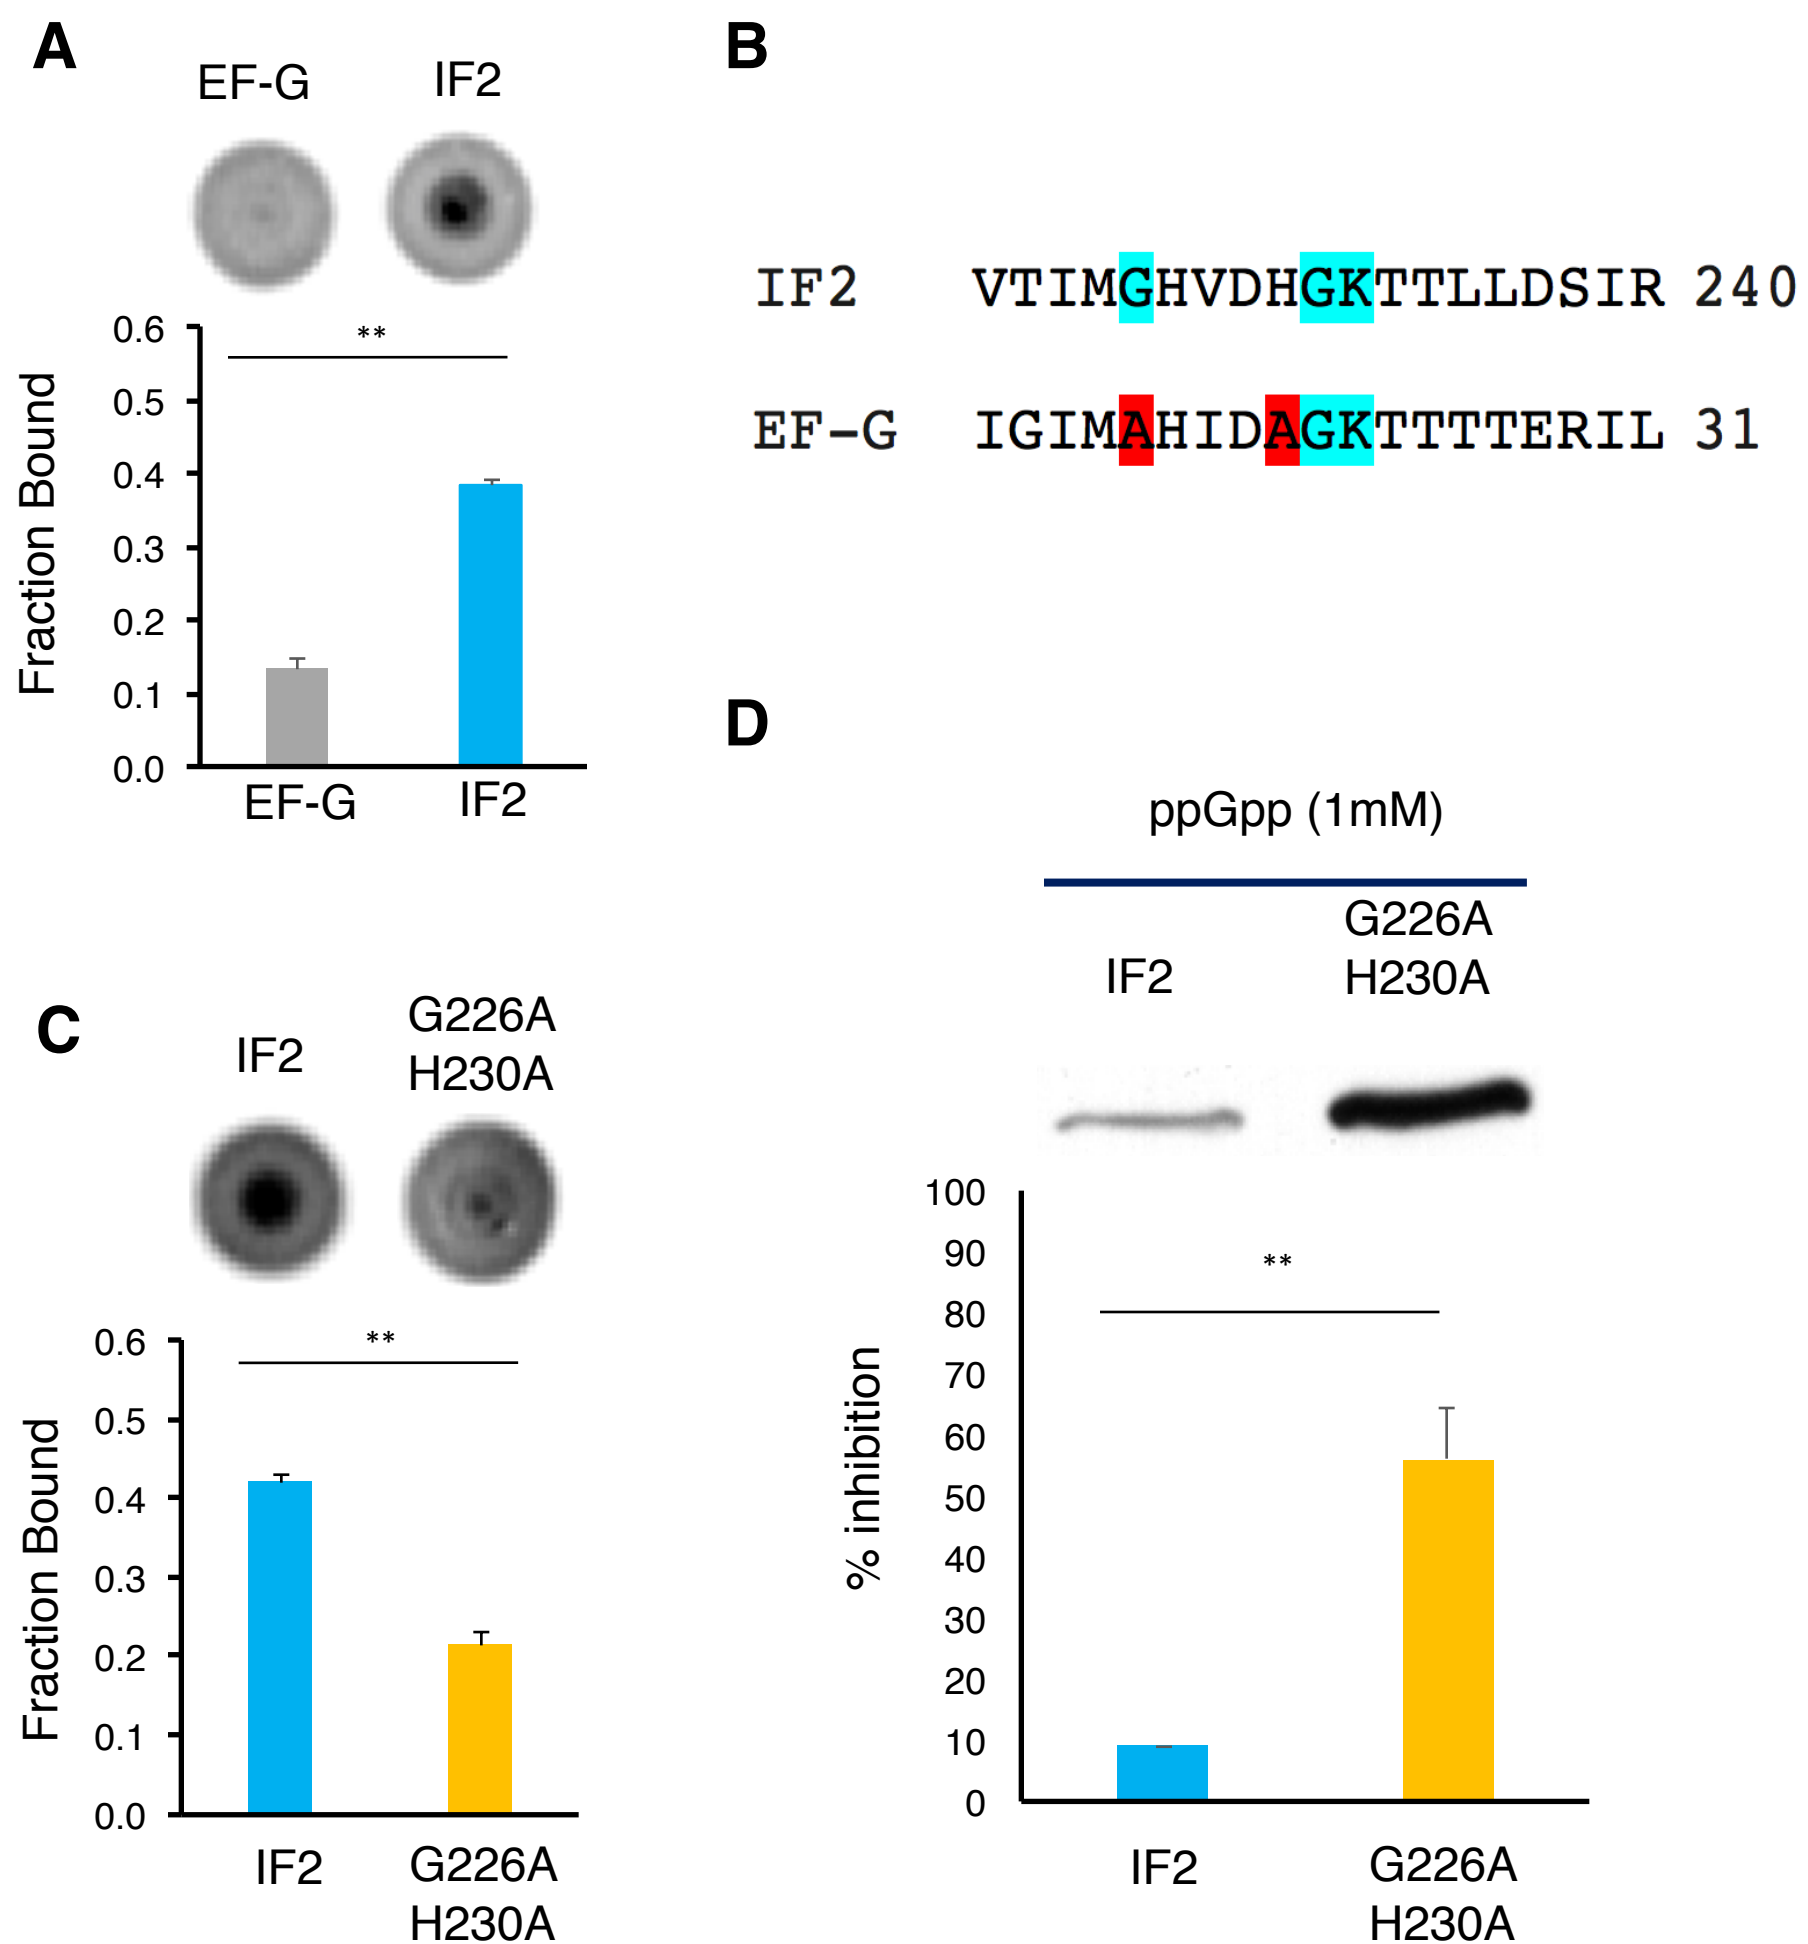 A
EF-G IF2
0.6
0.5
0.4
0.3
0.2
0.1
0.0
Fraction Bound
**
EF-G IF2
B
IF2 VTIMGHVDHGKTTLLDSIR 240
EF-G IGIMAHIDAGKTTTTERIL 31
C
IF2 G226A
H230A
0.6
0.5
0.4
0.3
0.2
0.1
0.0
Fraction Bound
**
IF2 G226A
H230A
D
ppGpp (1mM)
IF2 G226A
H230A
100
90
80
70
60
50
40
30
20
10
0
% inhibition
**
IF2 G226A
H230A